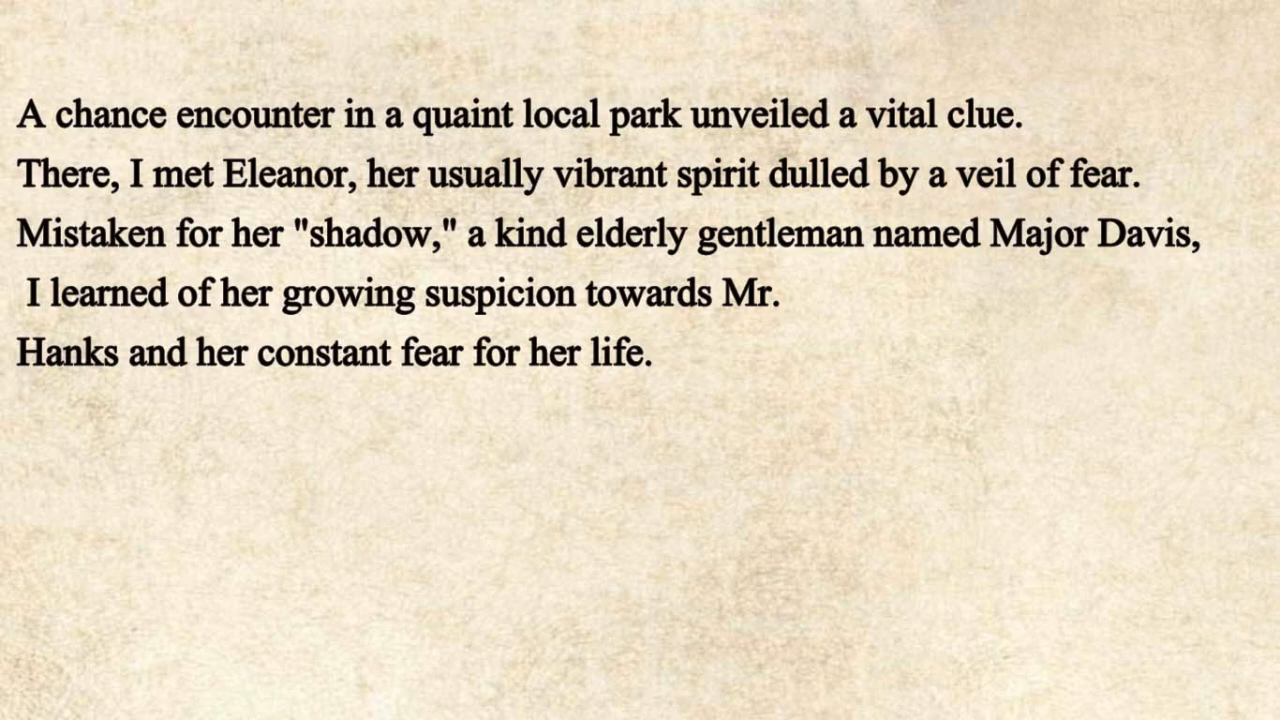 A chance encounter in a quaint local park unveiled a vital clue.
There, I met Eleanor, her usually vibrant spirit dulled by a veil of fear.
Mistaken for her "shadow," a kind elderly gentleman named Major Davis,
I learned of her growing suspicion towards Mr.
Hanks and her constant fear for her life.